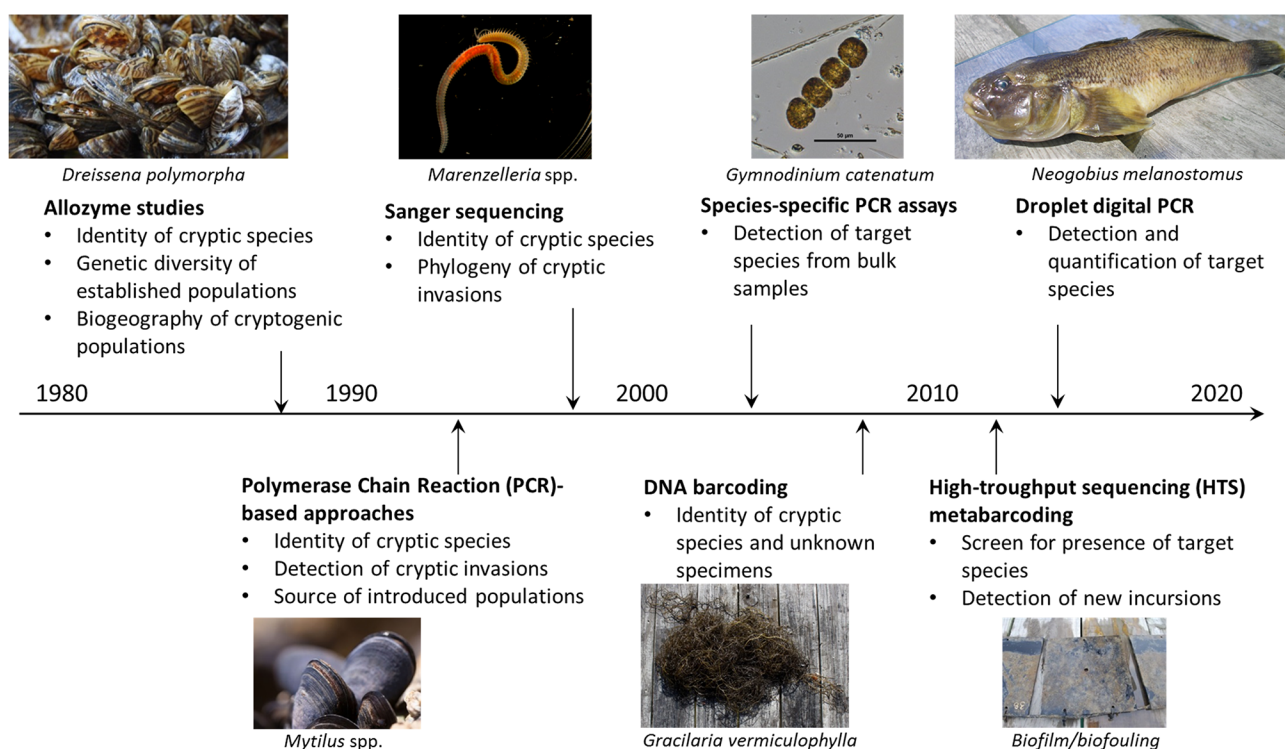 50 µm
Dreissena polymorpha
Marenzelleria spp.
Gymnodinium catenatum
Neogobius melanostomus
Allozyme studies
• Identity of cryptic species
• Genetic diversity of
established populations
• Biogeography of cryptogenic
populations
Sanger sequencing
• Identity of cryptic species
• Phylogeny of cryptic
invasions
Species-specific PCR assays
• Detection of target
species from bulk
samples
Droplet digital PCR
• Detection and
quantification of target
species
1980 1990 2000 2010 2020
Polymerase Chain Reaction (PCR)-
based approaches
• Identity of cryptic species
• Detection of cryptic invasions
• Source of introduced populations
Mytilus spp.
DNA barcoding
• Identity of cryptic
species and unknown
specimens
Gracilaria vermiculophylla
High-troughput sequencing (HTS)
metabarcoding
• Screen for presence of target
species
• Detection of new incursions
Biofilm/biofouling